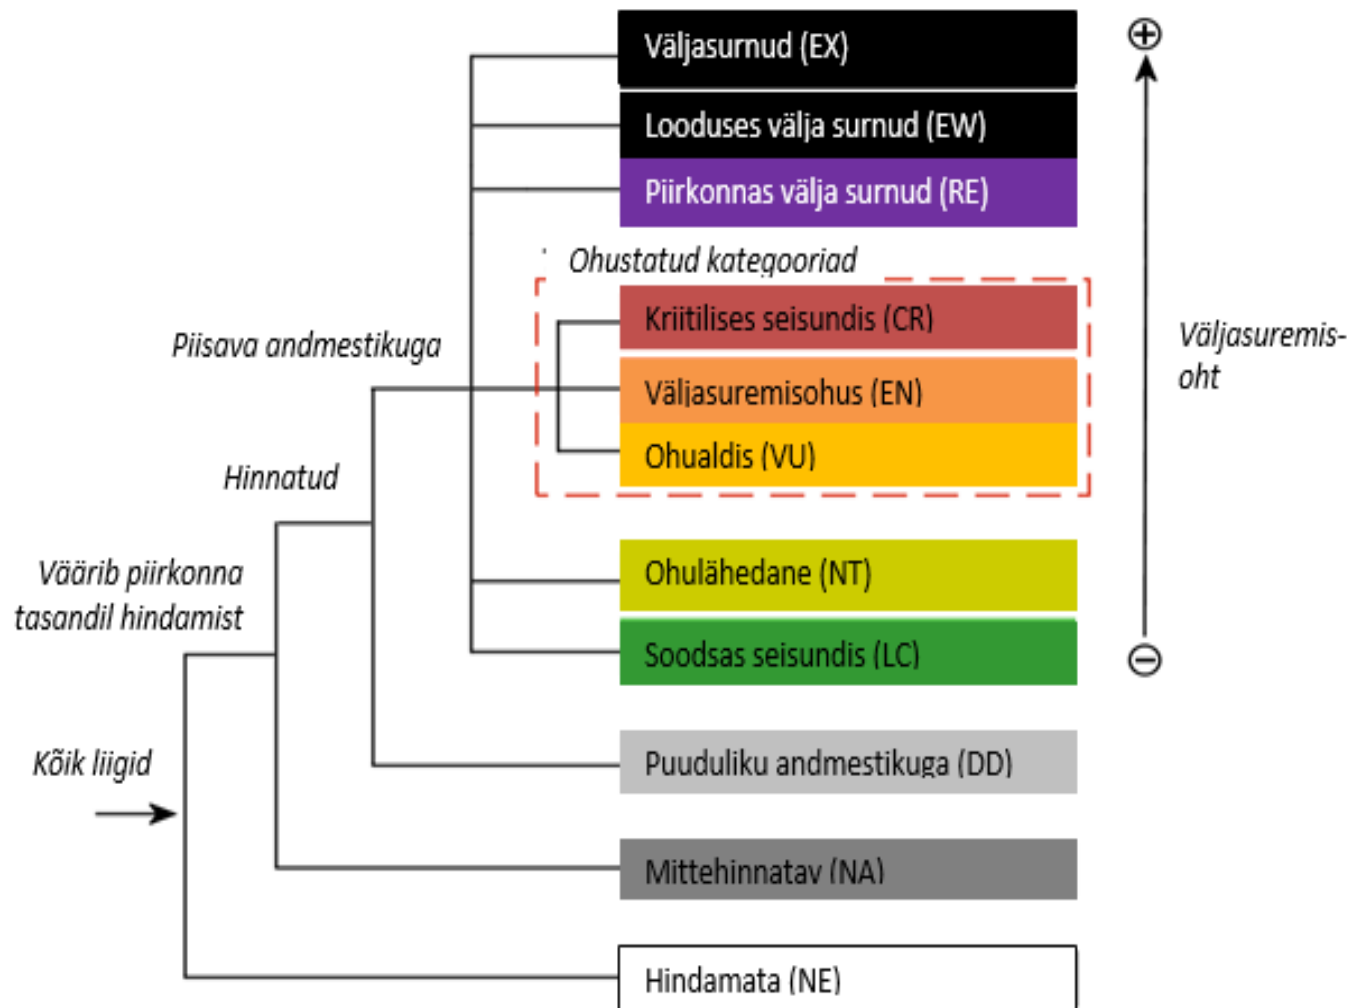 Väljasurnud (EX)
Looduses välja surnud (EW)
Piirkonnas välja surnud (RE)
Ohustatud kategooriad
Kriitilises seisundis (CR)
Piisava andmestikuga
Väljasuremis-
oht
Väljasuremisohus (EN)
Ohualdis (VU)
Hinnatud
Ohulähedane (NT)
Väärib piirkonna
tasandil hindamist
Soodsas seisundis (LC)
Kõik liigid
Puuduliku andmestikuga (DD)
Mittehinnatav (NA)
Hindamata (NE)